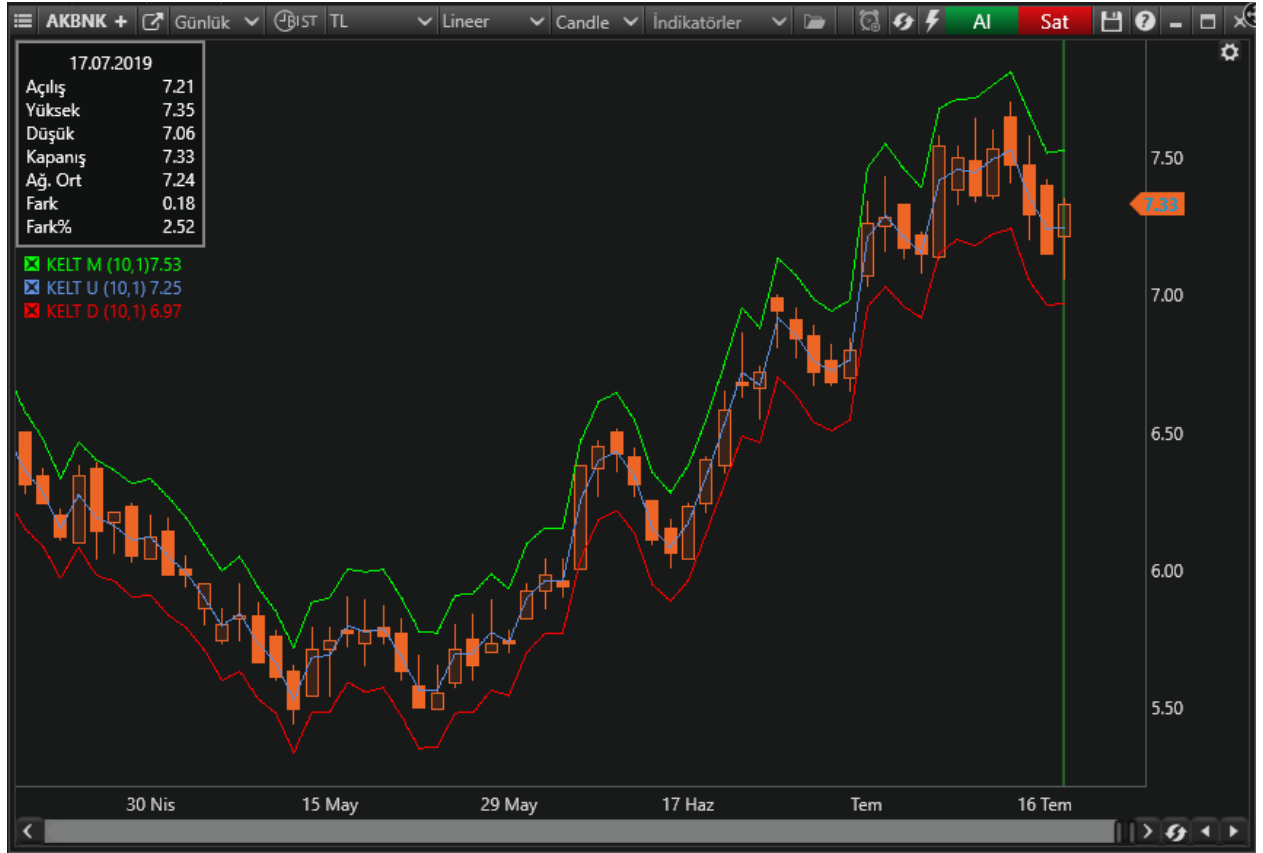 AKBNK + Günlük BIST TL Lineer Candle İndikatörler Al Sat
17.07.2019
Açılış 7.21
Yüksek 7.35
Düşük 7.06
Kapanış 7.33
Ağ. Ort 7.24
Fark 0.18
Fark% 2.52
KELT M (10,1)7.53
KELT U (10,1) 7.25
KELT D (10,1) 6.97
7.50
7.33
7.00
6.50
6.00
5.50
30 Nis 15 May 29 May 17 Haz Tem 16 Tem